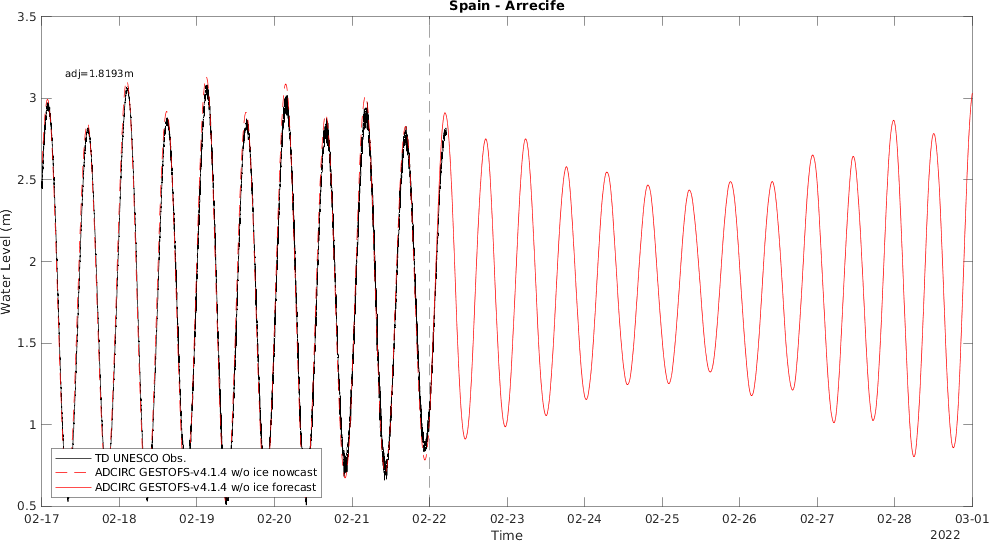 Spain - Arrecife
adj=1.8193m
3.5
3
2.5
2
1.5
1
0.5
Water Level (m)
TD UNESCO Obs.
ADCIRC GESTOFS-v4.1.4 w/o ice nowcast
ADCIRC GESTOFS-v4.1.4 w/o ice forecast
02-17 02-18 02-19 02-20 02-21 02-22 02-23 02-24 02-25 02-26 02-27 02-28 03-01
Time
2022